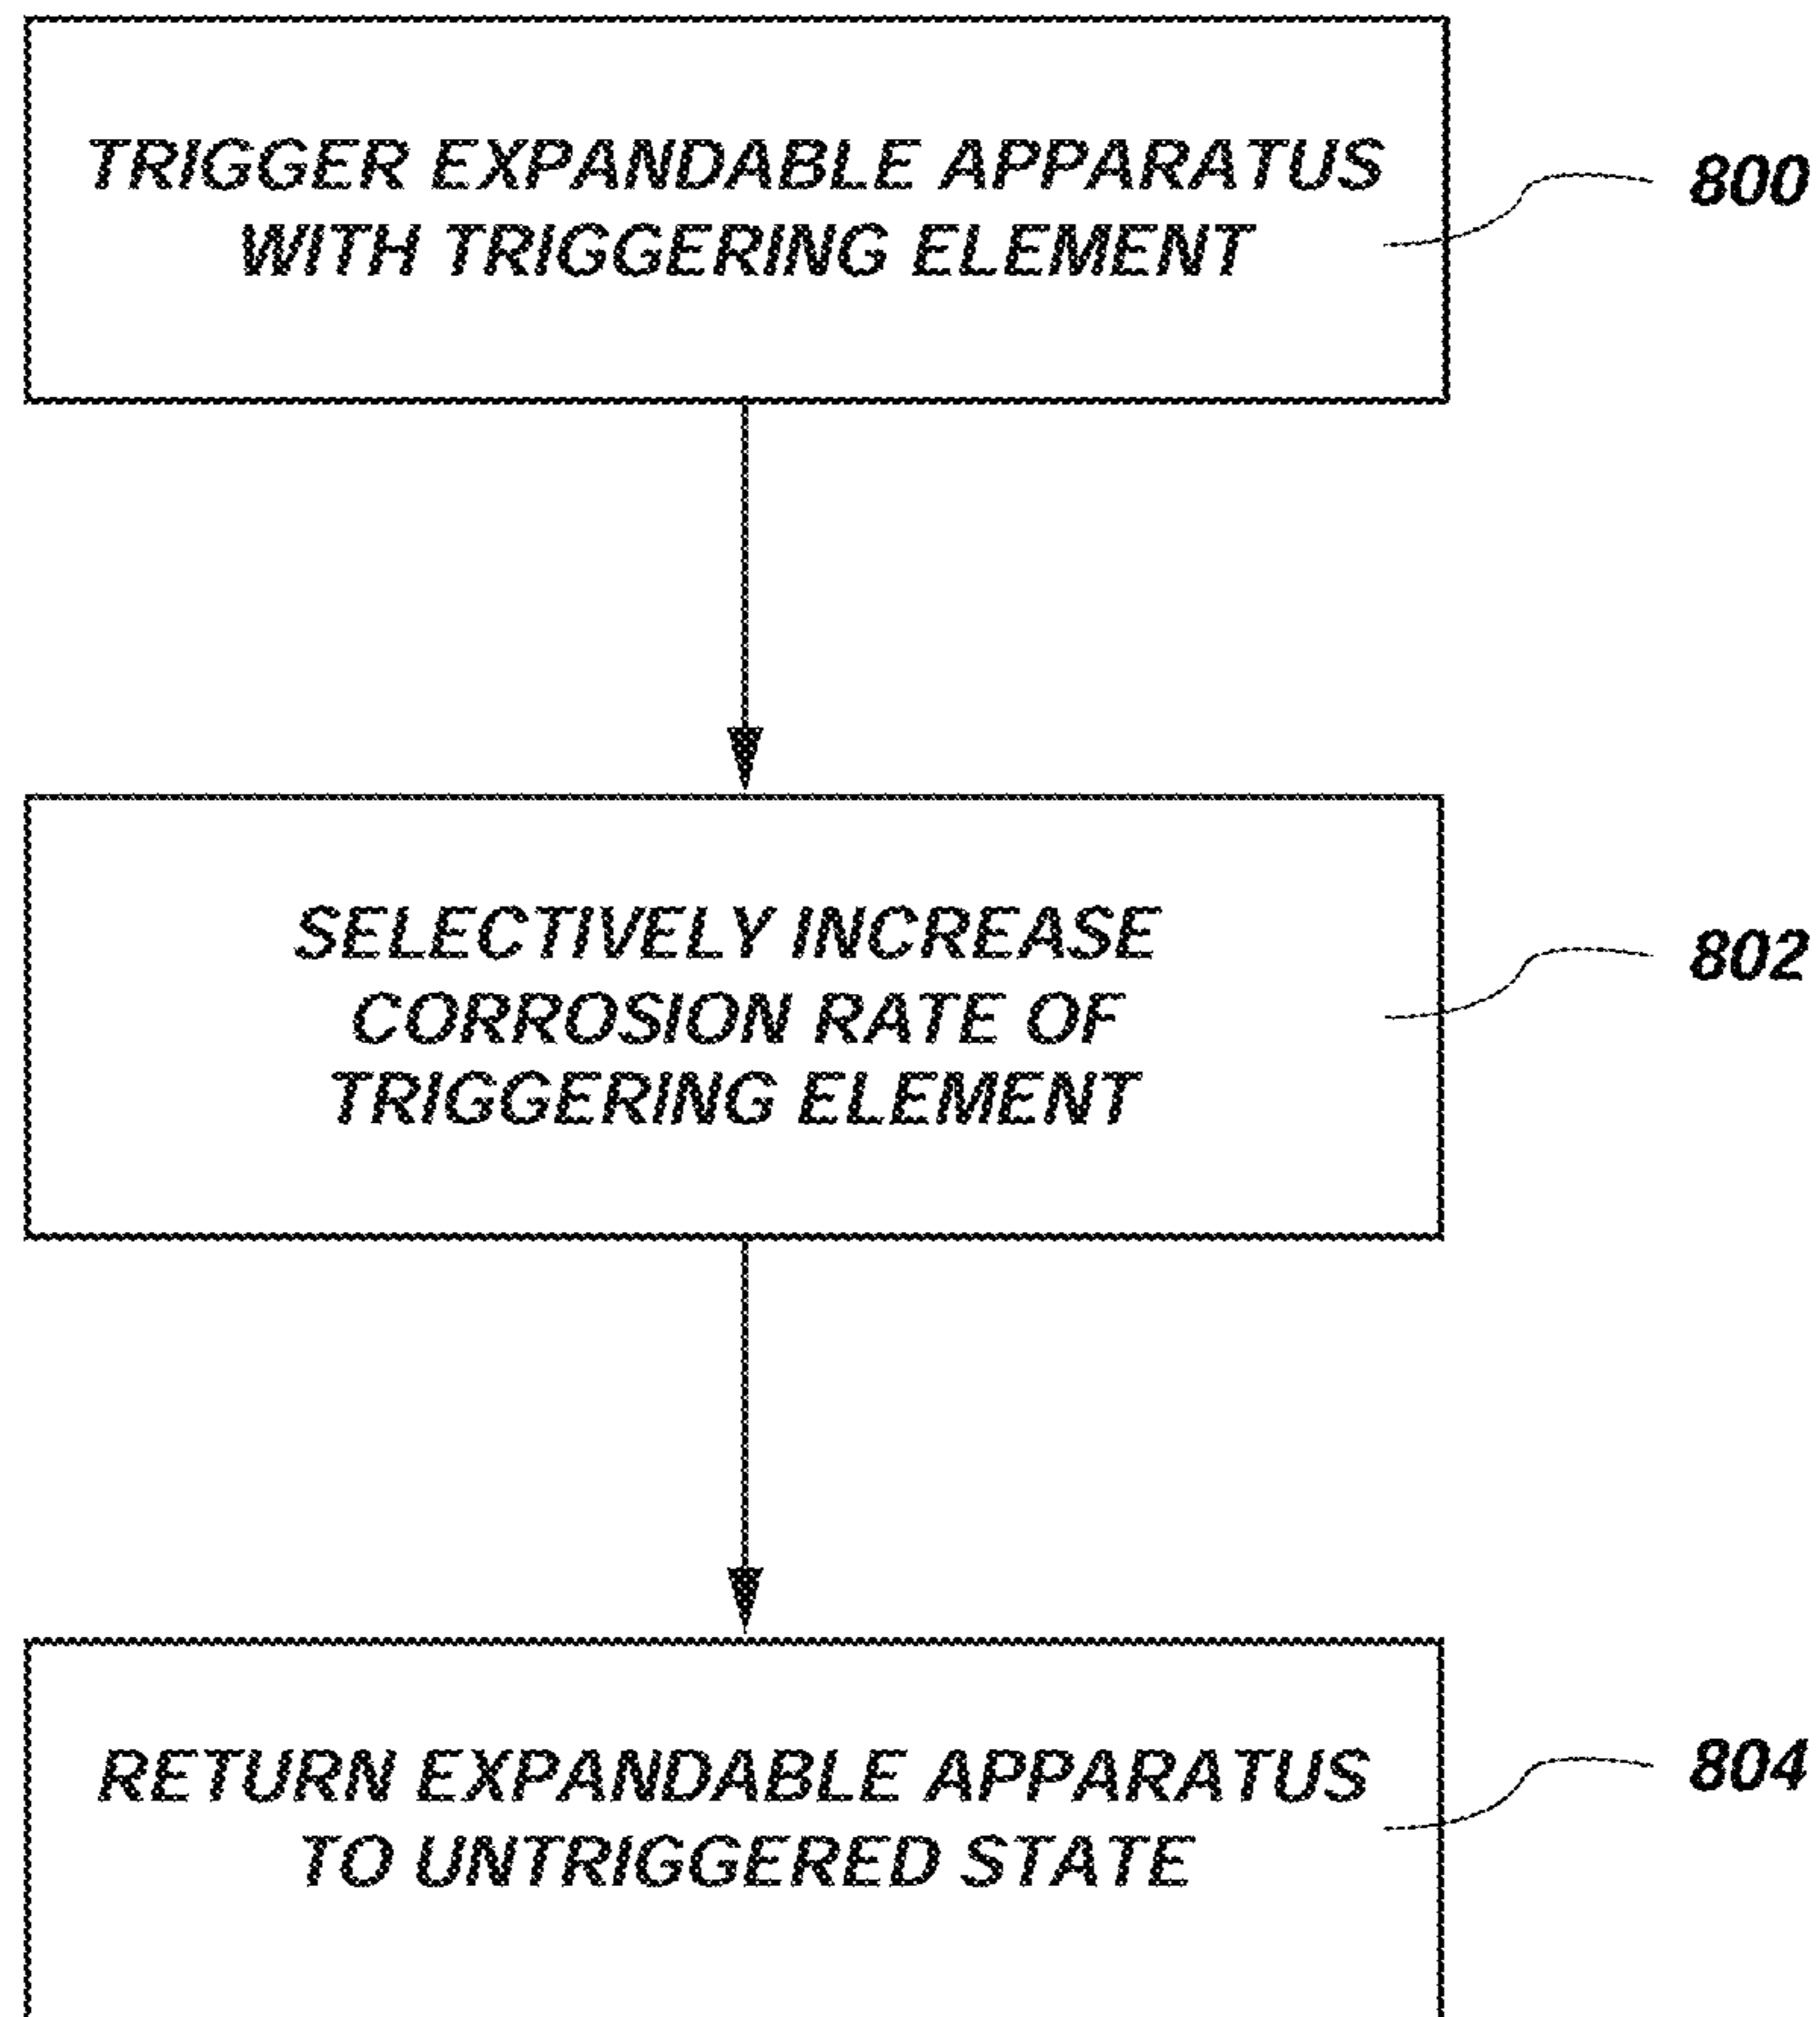 TRIGGER EXPANDABLE APPARATUS
WITH TRIGGERING ELEMENT
800
SELECTIVELY INCREASE
CORROSION RATE OF
TRIGGERING ELEMENT
802
RETURN EXPANDABLE APPARATUS
TO UNTRIGGERED STATE
804